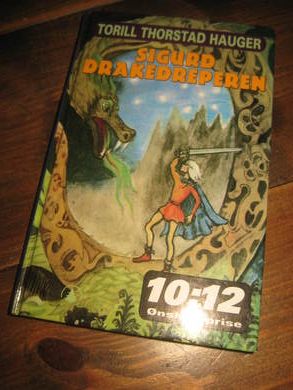 TORILL THORSTAD HAUGER
SIGURD
DRAKEDREPEREN
10-12